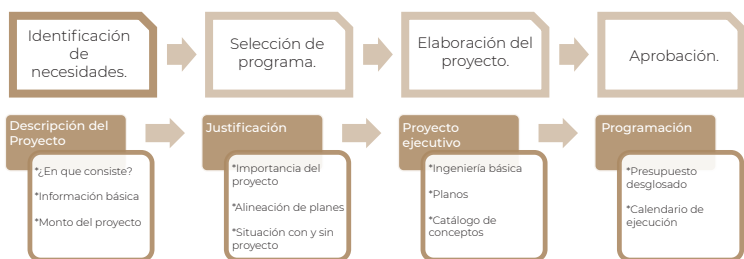 Identificación
de
necesidades.
Selección de
programa.
Elaboración del
proyecto.
Aprobación.
Descripción del
Proyecto
*¿En que consiste?
*Información básica
*Monto del proyecto
Justificación
*Importancia del
proyecto
*Alineación de planes
*Situación con y sin
proyecto
Proyecto
ejecutivo
*Ingeniería básica
*Planos
*Catálogo de
conceptos
Programación
*Presupuesto
desglosado
*Calendario de
ejecución